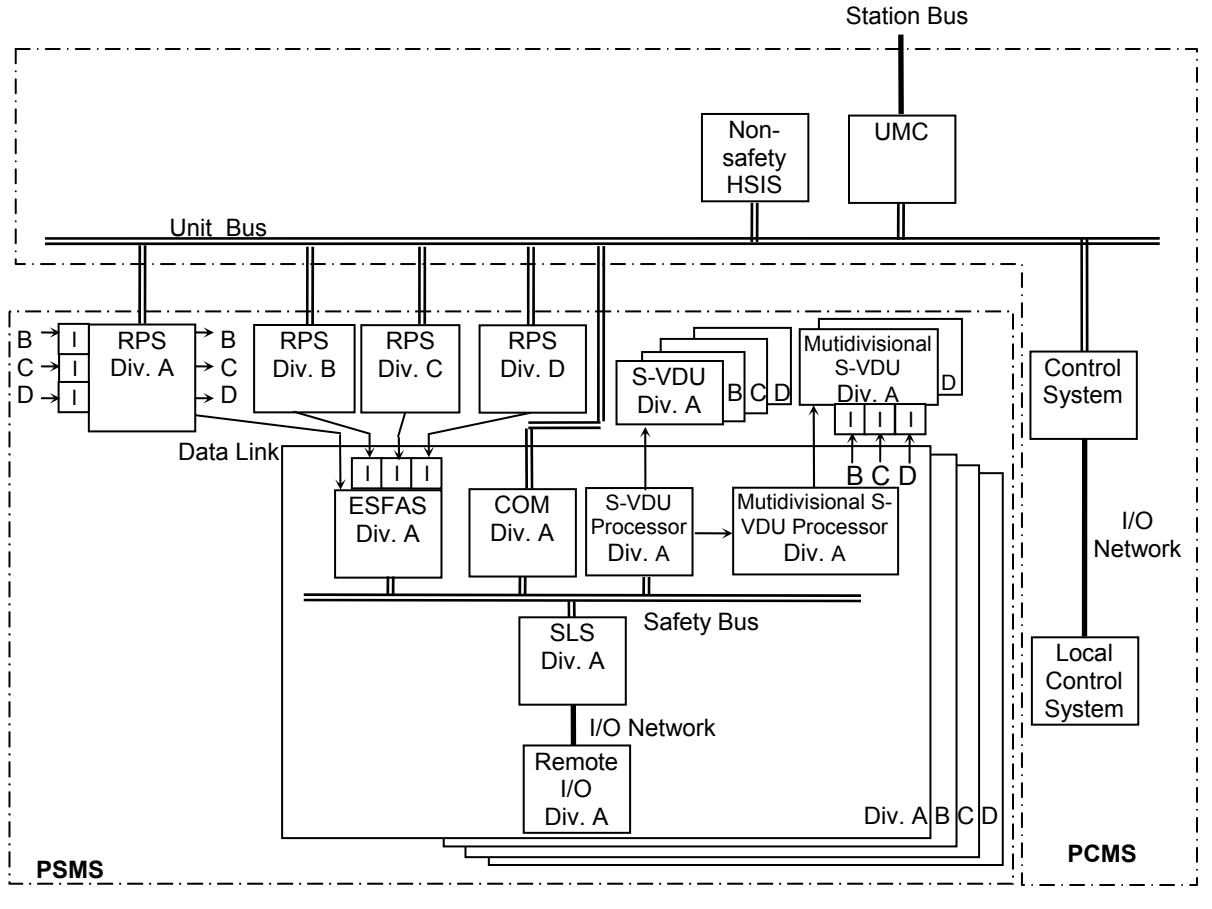 Station Bus
Non-
safety
HSIS
UMC
Unit Bus
B
C
D
I
I
I
RPS
Div. A
B
C
D
RPS
Div. B
RPS
Div. C
RPS
Div. D
S-VDU
Div. A
B
C
D
Mutidivisional
S-VDU
Div. A
D
I
I
I
B
C
D
Control
System
Data Link
I
I
I
ESFAS
Div. A
COM
Div. A
S-VDU
Processor
Div. A
Mutidivisional S-
VDU Processor
Div. A
I/O
Network
Safety Bus
SLS
Div. A
I/O Network
Remote
I/O
Div. A
Local
Control
System
Div. A B C D
PSMS
PCMS